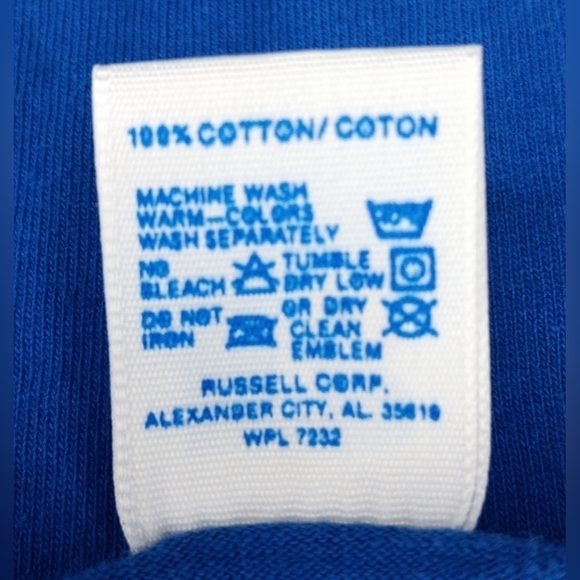 100% COTTON/COTON
MACHINE WASH
WARM—COLORS
WASH SEPARATELY
NO
BLEACH
TUMBLE
DRY LOW
DO NOT
IRON
OR DRY
CLEAN
EMBLEM
RUSSELL CORP.
ALEXANDER CITY, AL. 35010
WPL 7232